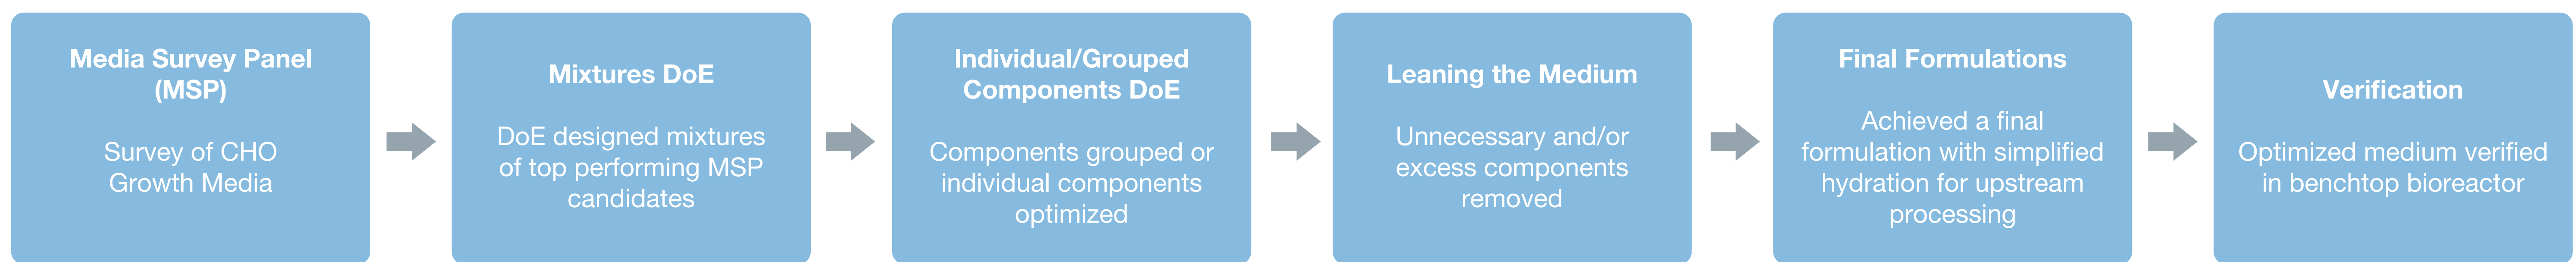 Media Survey Panel
(MSP)
Survey of CHO
Growth Media
Mixtures DoE
DoE designed mixtures
of top performing MSP
candidates
Individual/Grouped
Components DoE
Components grouped or
individual components
optimized
Leaning the Medium
Unnecessary and/or
excess components
removed
Final Formulations
Achieved a final
formulation with simplified
hydration for upstream
processing
Verification
Optimized medium verified
in benchtop bioreactor